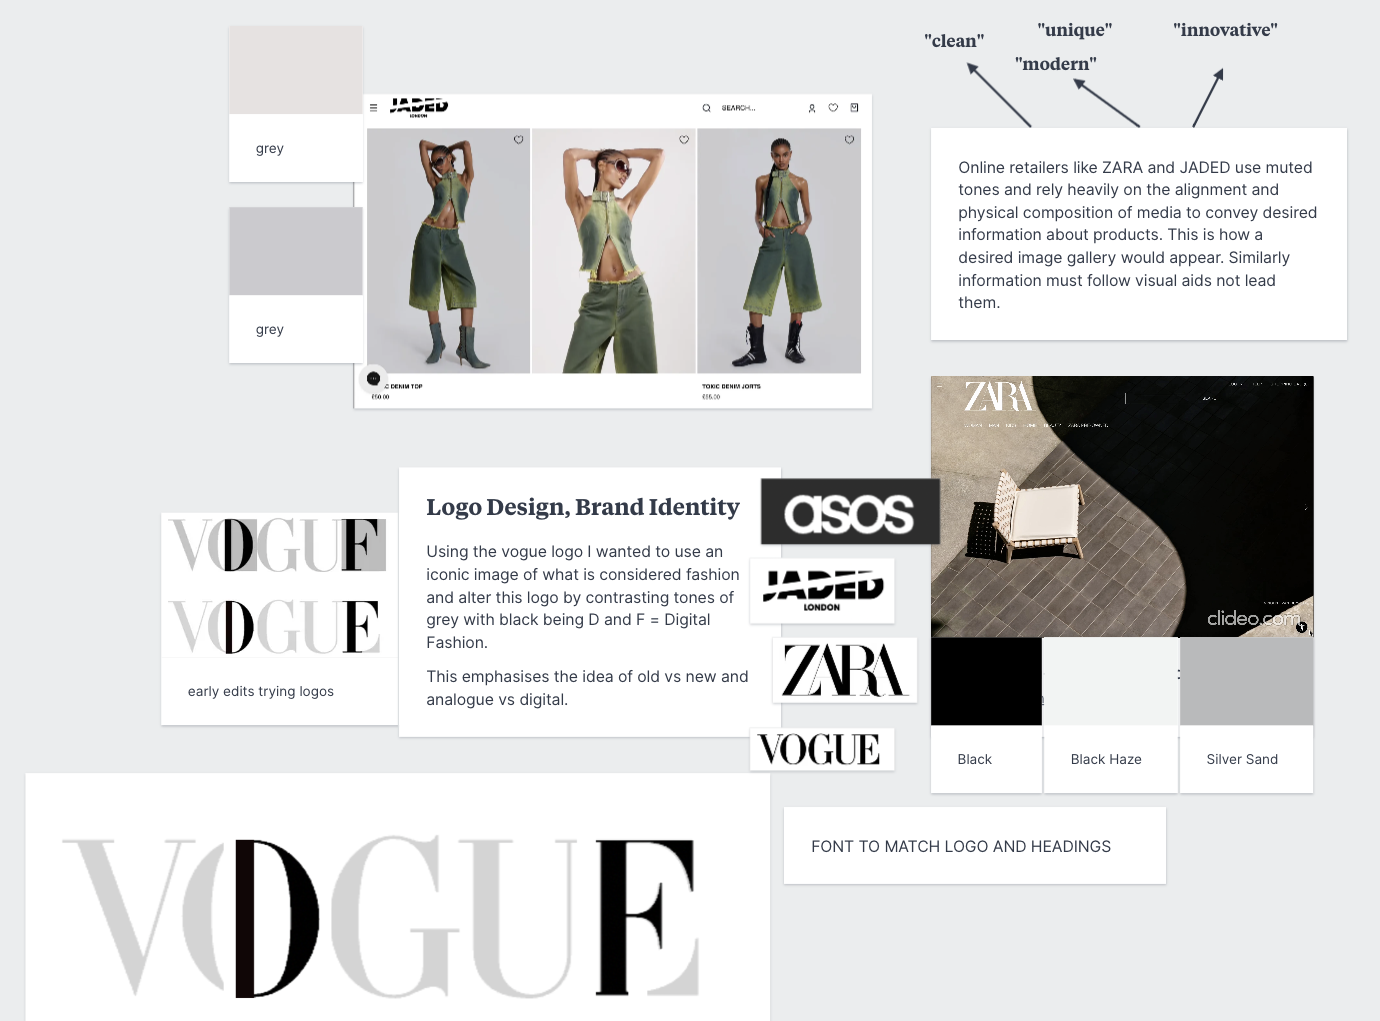 "clean"
"unique"
"innovative"
"modern"
grey
grey
JADED
LONDON
SEARCH...
DENIM TOP
£60.00
TOXIC DENIM JORTS
Online retailers like ZARA and JADED use muted
tones and rely heavily on the alignment and
physical composition of media to convey desired
information about products. This is how a
desired image gallery would appear. Similarly
information must follow visual aids not lead
them.
ZARA
clideo.com
Black
Black Haze
Silver Sand
VOGUE
VOGUE
early edits trying logos
Logo Design, Brand Identity
Using the vogue logo I wanted to use an
iconic image of what is considered fashion
and alter this logo by contrasting tones of
grey with black being D and F = Digital
Fashion.
This emphasises the idea of old vs new and
analogue vs digital.
asos
JADED
LONDON
ZARA
VOGUE
VOGUE
FONT TO MATCH LOGO AND HEADINGS